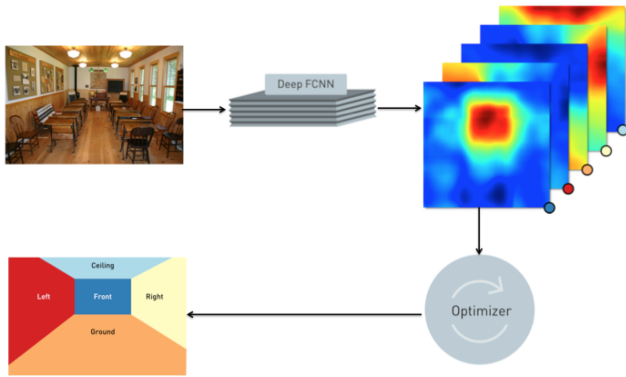 Deep FCNN
Ceiling
Left
Front
Right
Ground
Optimizer